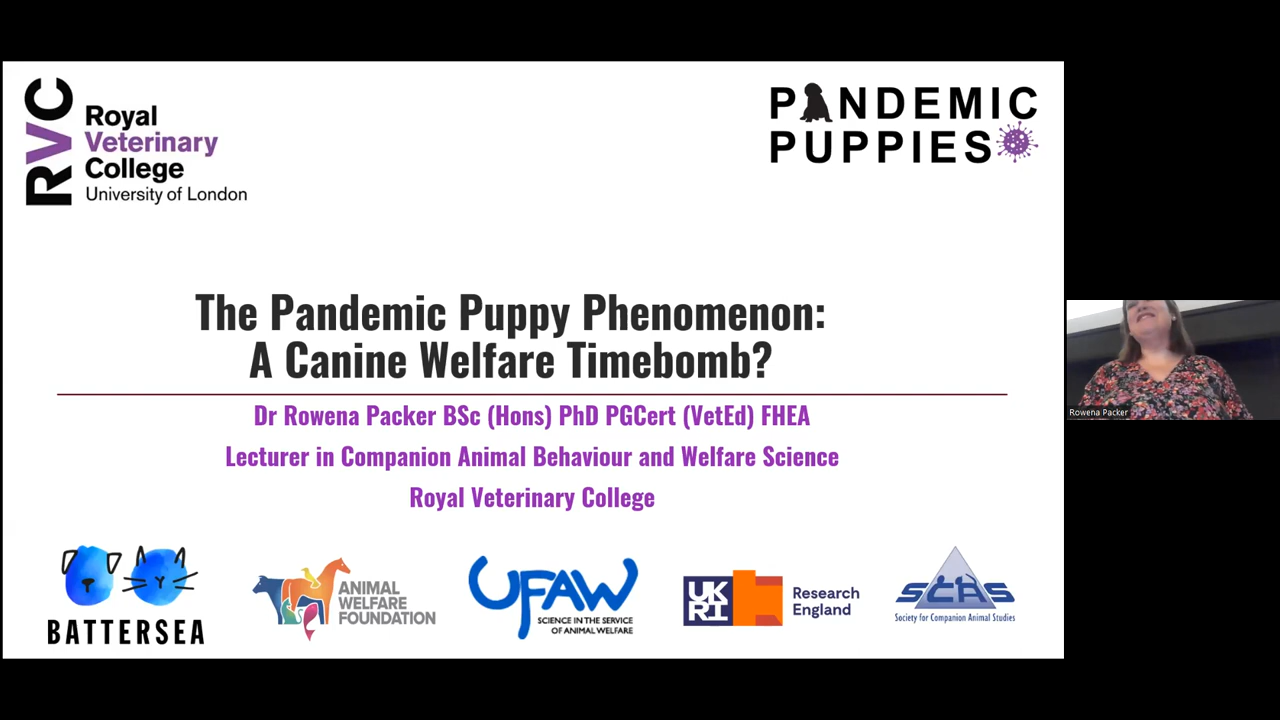 RVC
Royal
Veterinary
College
University of London
PANDEMIC
PUPPIES
The Pandemic Puppy Phenomenon:
A Canine Welfare Timebomb?
Dr Rowena Packer BSc (Hons) PhD PGCert (VetEd) FHEA
Lecturer in Companion Animal Behaviour and Welfare Science
Royal Veterinary College
BATTERSEA
ANIMAL
WELFARE
FOUNDATION
UFAW
SCIENCE IN THE SERVICE
OF ANIMAL WELFARE
UK
RI
Research
England
SCAS
Society for Companion Animal Studies
Rowena Packer